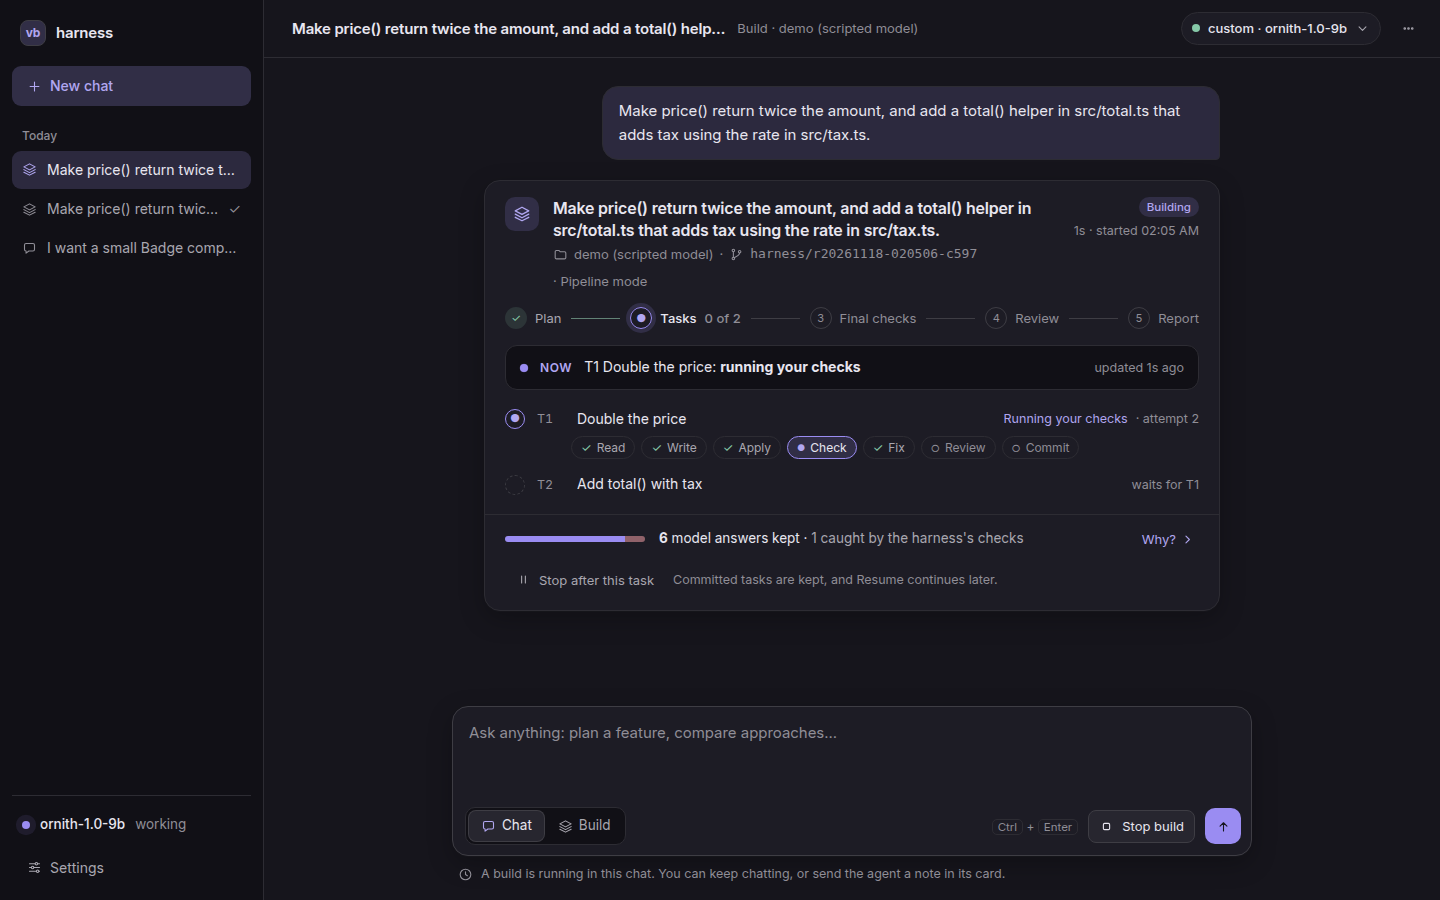 vb harness
New chat
Today
Make price() return twice t...
Make price() return twic...
I want a small Badge comp...
ornith-1.0-9b working
Settings
Make price() return twice the amount, and add a total() help... Build · demo (scripted model)
custom · ornith-1.0-9b
Make price() return twice the amount, and add a total() helper in src/total.ts that
adds tax using the rate in src/tax.ts.
Make price() return twice the amount, and add a total() helper in
src/total.ts that adds tax using the rate in src/tax.ts.
Building
1s · started 02:05 AM
demo (scripted model) · harness/r20261118-020506-c597
· Pipeline mode
Plan Tasks 0 of 2 3 Final checks 4 Review 5 Report
NOW T1 Double the price: running your checks updated 1s ago
T1 Double the price Running your checks · attempt 2
Read Write Apply Check Fix Review Commit
T2 Add total() with tax waits for T1
6 model answers kept · 1 caught by the harness's checks Why?
Stop after this task Committed tasks are kept, and Resume continues later.
Ask anything: plan a feature, compare approaches...
Chat Build Ctrl + Enter Stop build
A build is running in this chat. You can keep chatting, or send the agent a note in its card.